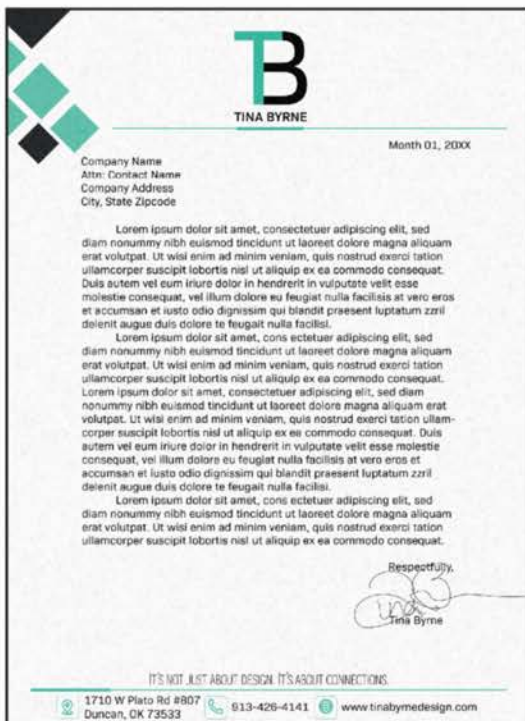 TB
TINA BYRNE
Month 01, 20XX
Company Name
Attn: Contact Name
Company Address
City, State Zipcode
Lorem ipsum dolor sit amet, consectetuer adipiscing elit, sed
diam nonummy nibh euismod tincidunt ut laoreet dolore magna aliquam
erat volutpat. Ut wisi enim ad minim veniam, quis nostrud exerci tation
ullamcorper suscipit lobortis nisl ut aliquip ex ea commodo consequat.
Duis autem vel eum iriure dolor in hendrerit in vulputate velit esse
molestie consequat, vel illum dolore eu feugiat nulla facilisis at vero eros
et accumsan et iusto odio dignissim qui blandit praesent luptatum zzril
delenit augue duis dolore te feugait nulla facilisi.
Lorem ipsum dolor sit amet, cons ectetuer adipiscing elit, sed
diam nonummy nibh euismod tincidunt ut laoreet dolore magna aliquam
erat volutpat. Ut wisi enim ad minim veniam, quis nostrud exerci tation
ullamcorper suscipit lobortis nisl ut aliquip ex ea commodo consequat.
Lorem ipsum dolor sit amet, consectetuer adipiscing elit, sed diam
nonummy nibh euismod tincidunt ut laoreet dolore magna aliquam erat
volutpat. Ut wisi enim ad minim veniam, quis nostrud exerci tation ullam-
corper suscipit lobortis nisl ut aliquip ex ea commodo consequat. Duis
autem vel eum iriure dolor in hendrerit in vulputate velit esse molestie
consequat, vel illum dolore eu feugiat nulla facilisis at vero eros et
accumsan et iusto odio dignissim qui blandit praesent luptatum zzril
delenit augue duis dolore te feugait nulla facilisi.
Lorem ipsum dolor sit amet, cons ectetuer adipiscing elit, sed
diam nonummy nibh euismod tincidunt ut laoreet dolore magna aliquam
erat volutpat. Ut wisi enim ad minim veniam, quis nostrud exerci tation
ullamcorper suscipit lobortis nisl ut aliquip ex ea commodo consequat.
Respectfully,
Tina Byrne
IT'S NOT JUST ABOUT DESIGN. IT'S ABOUT CONNECTIONS.
1710 W Plato Rd #807
Duncan, OK 73533
913-426-4141
www.tinabyrnedesign.com